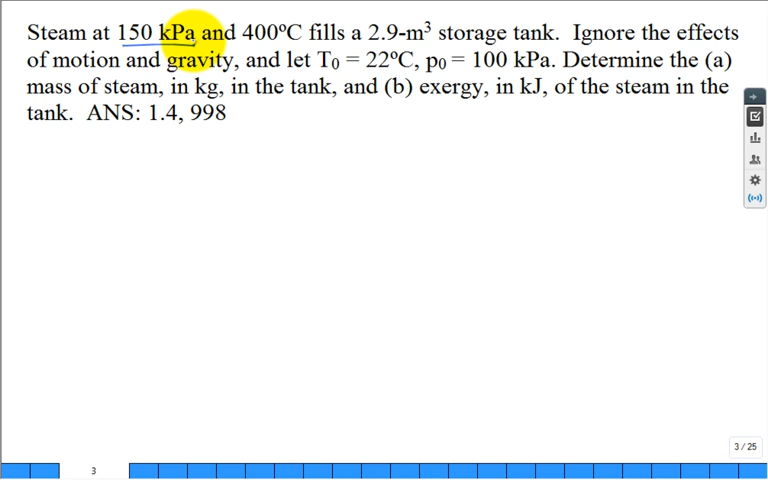 Steam at 150 kPa and 400ºC fills a 2.9-m³ storage tank. Ignore the effects
of motion and gravity, and let T₀ = 22ºC, p₀ = 100 kPa. Determine the (a)
mass of steam, in kg, in the tank, and (b) exergy, in kJ, of the steam in the
tank. ANS: 1.4, 998
3 / 25
3